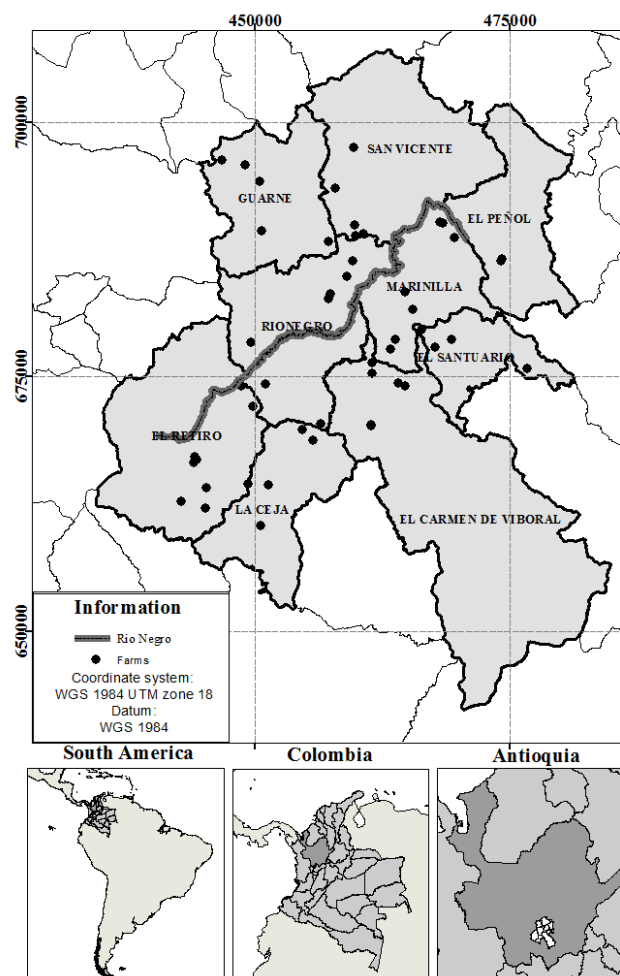 450000 475000
700000
SAN VICENTE
GUARNE
EL PEÑOL
MARINILLA
RIONEGRO
EL SANTUARIO
675000
EL RETIRO
LA CEJA
EL CARMEN DE VIBORAL
650000
Information
Rio Negro
Farms
Coordinate system:
WGS 1984 UTM zone 18
Datum:
WGS 1984
South America Colombia Antioquia